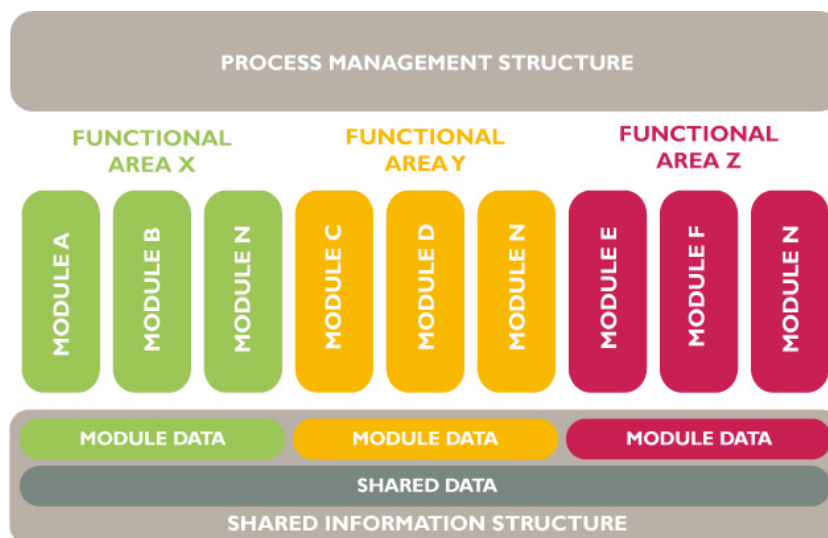 PROCESS MANAGEMENT STRUCTURE
FUNCTIONAL
AREA X
FUNCTIONAL
AREA Y
FUNCTIONAL
AREA Z
MODULE A
MODULE B
MODULE N
MODULE C
MODULE D
MODULE N
MODULE E
MODULE F
MODULE N
MODULE DATA
MODULE DATA
MODULE DATA
SHARED DATA
SHARED INFORMATION STRUCTURE